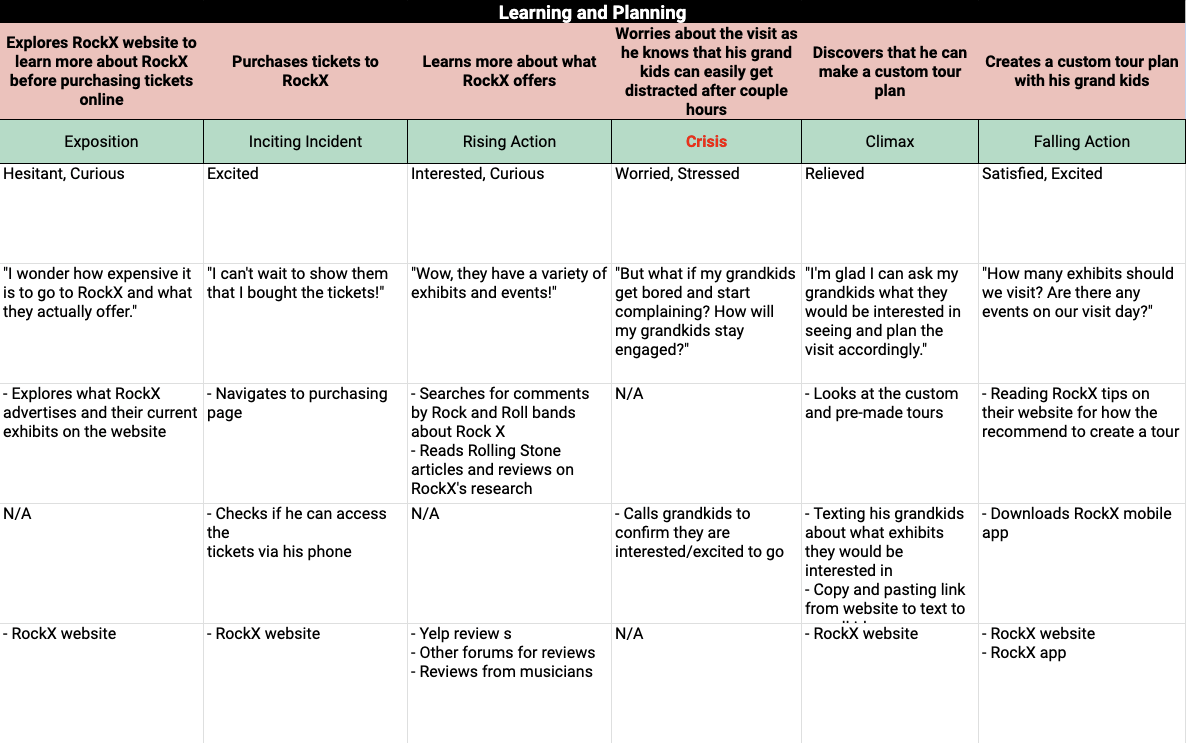 Learning and Planning
Explores RockX website to
learn more about RockX
before purchasing tickets
online
Purchases tickets to
RockX
Learns more about what
RockX offers
Worries about the visit as
he knows that his grand
kids can easily get
distracted after couple
hours
Discovers that he can
make a custom tour
plan
Creates a custom tour plan
with his grand kids
Exposition
Inciting Incident
Rising Action
Crisis
Climax
Falling Action
Hesitant, Curious
Excited
Interested, Curious
Worried, Stressed
Relieved
Satisfied, Excited
"I wonder how expensive it
is to go to RockX and what
they actually offer."
"I can't wait to show them
that I bought the tickets!"
"Wow, they have a variety of
exhibits and events!"
"But what if my grandkids
get bored and start
complaining? How will
my grandkids stay
engaged?"
"I'm glad I can ask my
grandkids what they
would be interested in
seeing and plan the
visit accordingly."
"How many exhibits should
we visit? Are there any
events on our visit day?"
- Explores what RockX
advertises and their current
exhibits on the website
- Navigates to purchasing
page
- Searches for comments
by Rock and Roll bands
about Rock X
- Reads Rolling Stone
articles and reviews on
RockX's research
N/A
- Looks at the custom
and pre-made tours
- Reading RockX tips on
their website for how the
recommend to create a tour
N/A
- Checks if he can access
the
tickets via his phone
N/A
- Calls grandkids to
confirm they are
interested/excited to go
- Texting his grandkids
about what exhibits
they would be
interested in
- Copy and pasting link
from website to text to
- Downloads RockX mobile
app
- RockX website
- RockX website
- Yelp review s
- Other forums for reviews
- Reviews from musicians
N/A
- RockX website
- RockX website
- RockX app